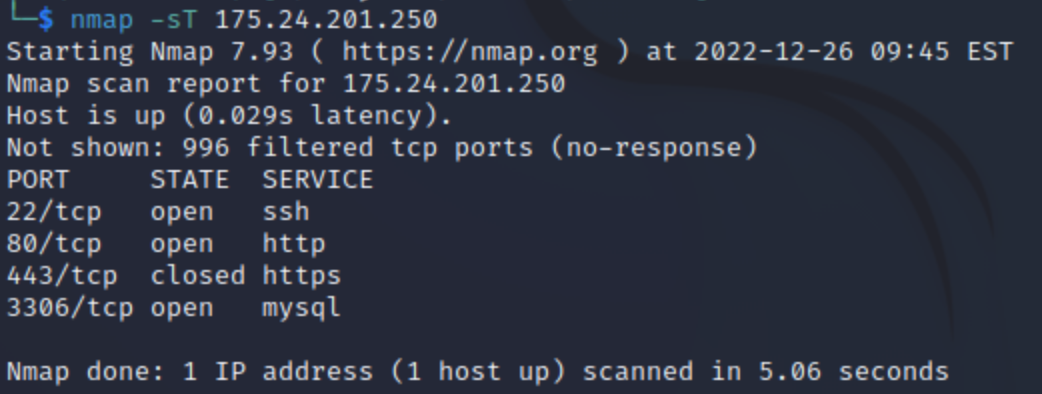 └─$ nmap -sT 175.24.201.250
Starting Nmap 7.93 ( https://nmap.org ) at 2022-12-26 09:45 EST
Nmap scan report for 175.24.201.250
Host is up (0.029s latency).
Not shown: 996 filtered tcp ports (no-response)
PORT     STATE  SERVICE
22/tcp   open   ssh
80/tcp   open   http
443/tcp  closed https
3306/tcp open   mysql
Nmap done: 1 IP address (1 host up) scanned in 5.06 seconds